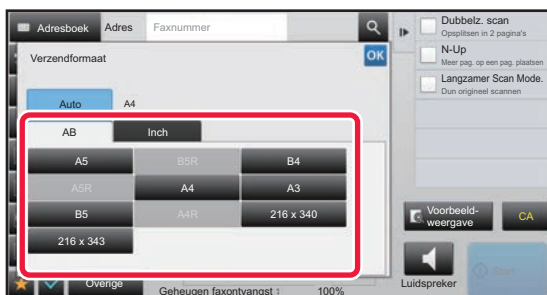 Adresboek
Adres
Faxnummer
Verzendformaat
OK
Auto
A4
AB
Inch
A5
B5R
B4
A5R
A4
A3
B5
A4R
216 x 340
216 x 343
Overige
Geheugen faxontvangst :
100%
Dubbelz. scan
Opsplitsen in 2 pagina's
N-Up
Meer pag. op een pag. plaatsen
Langzamer Scan Mode.
Dun origineel scannen
Voorbeeld-
weergave
CA
Luidspreker
Start